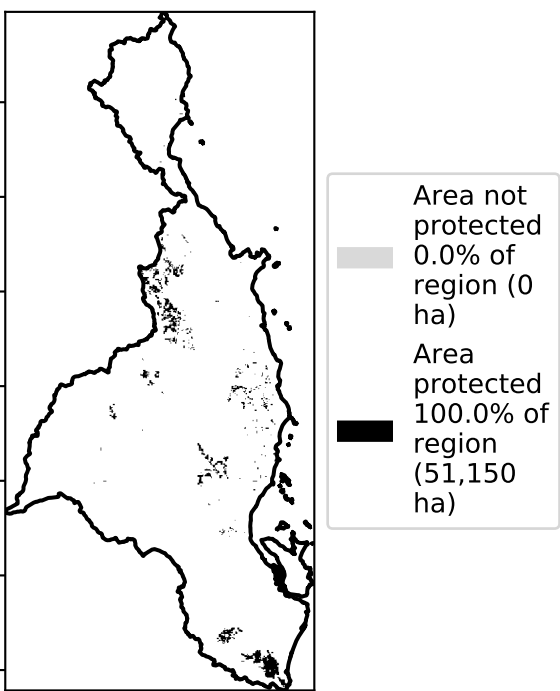 Area not
protected
0.0% of
region (0
ha)
Area
protected
100.0% of
region
(51,150
ha)